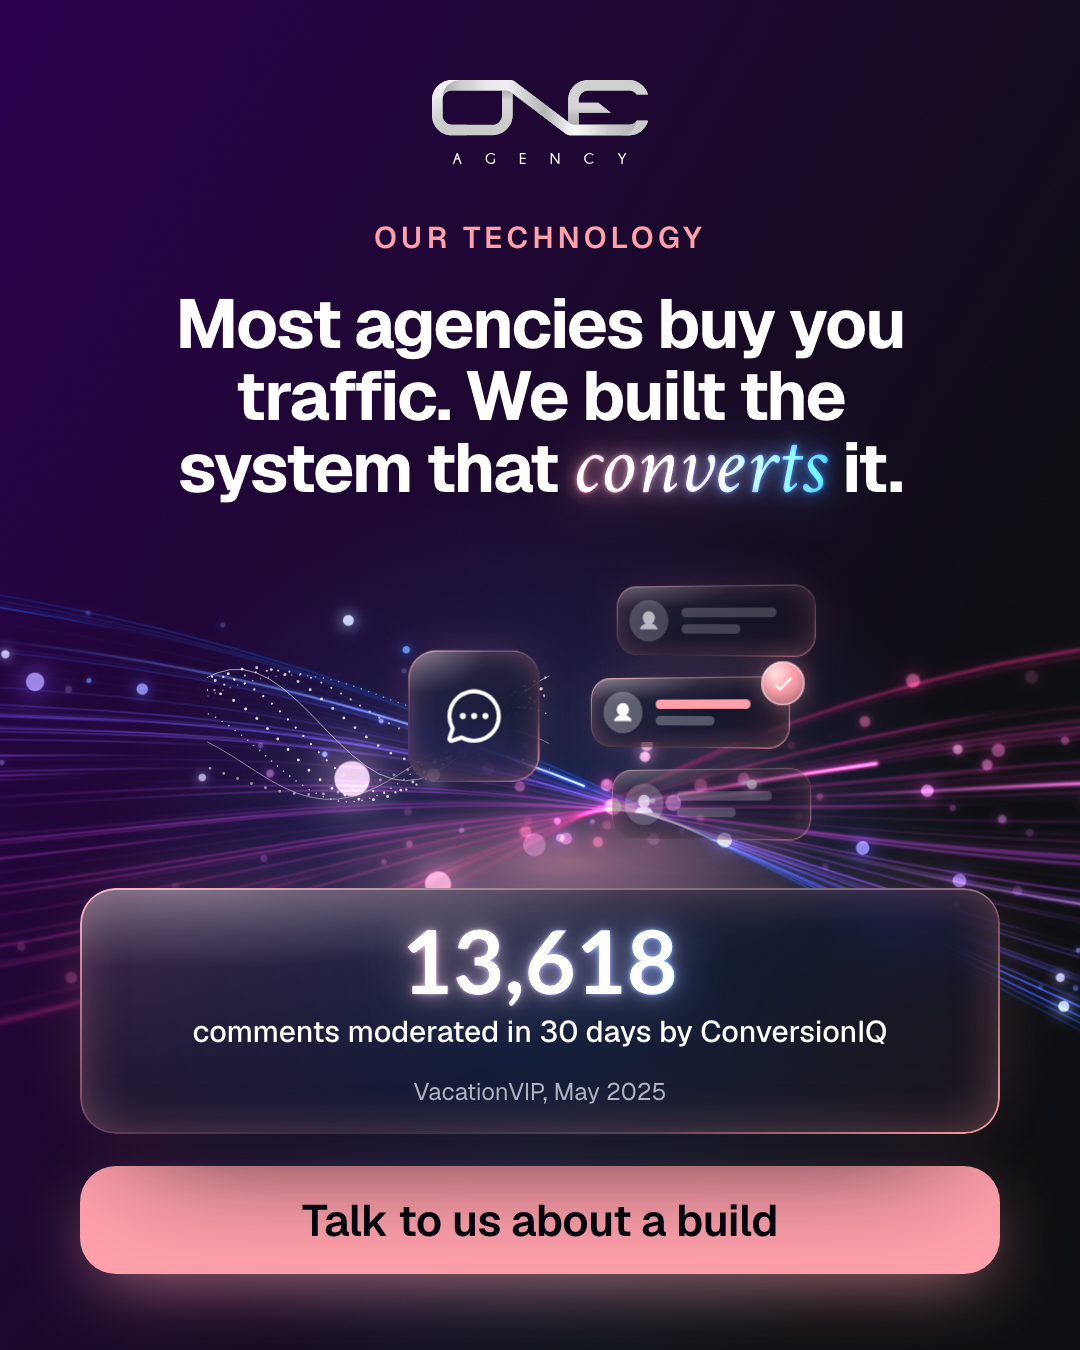 ONE
AGENCY
OUR TECHNOLOGY
Most agencies buy you
traffic. We built the
system that converts it.
13,618
comments moderated in 30 days by ConversionIQ
VacationVIP, May 2025
Talk to us about a build